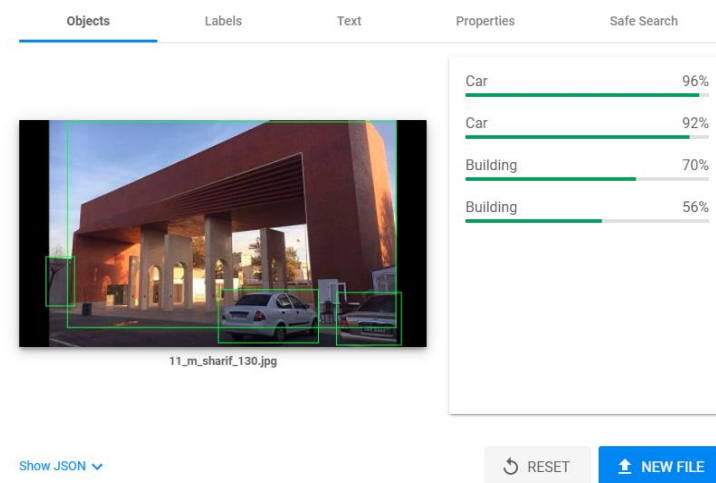 Objects Labels Text Properties Safe Search
Car 96%
Car 92%
Building 70%
Building 56%
11_m_sharif_130.jpg
Show JSON
RESET
NEW FILE